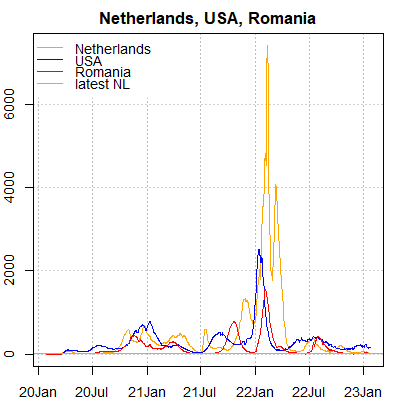 Netherlands, USA, Romania
Netherlands
USA
Romania
latest NL
6000
4000
2000
0
20Jan 20Jul 21Jan 21Jul 22Jan 22Jul 23Jan